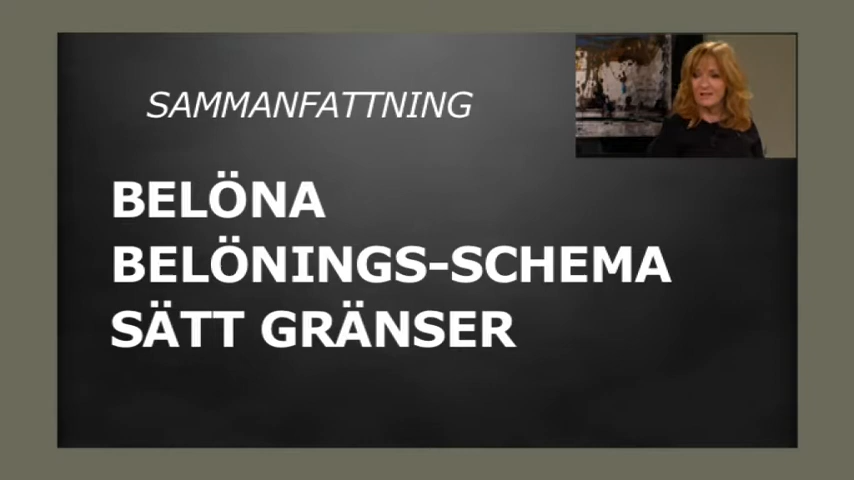 SAMMANFATTNING
BELÖNA
BELÖNINGS-SCHEMA
SÄTT GRÄNSER